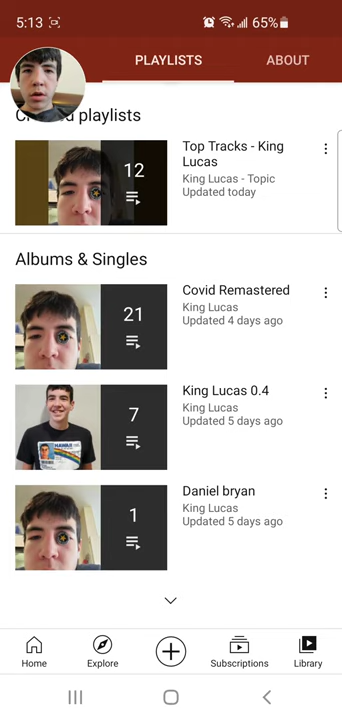 5:13
65%
PLAYLISTS
ABOUT
playlists
12
Top Tracks - King
Lucas
King Lucas - Topic
Updated today
Albums & Singles
21
Covid Remastered
King Lucas
Updated 4 days ago
HAWAII
7
King Lucas 0.4
King Lucas
Updated 5 days ago
1
Daniel bryan
King Lucas
Updated 5 days ago
Home
Explore
Subscriptions
Library